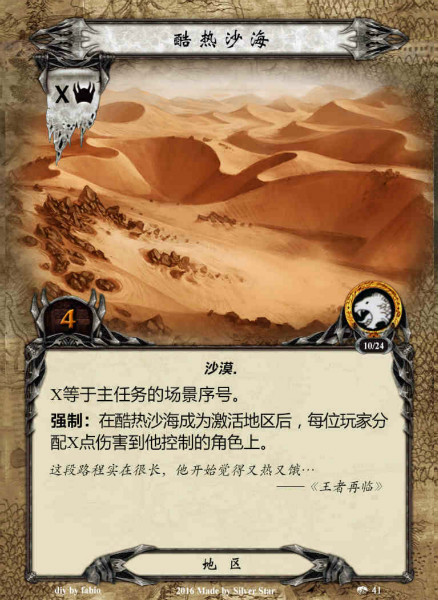 酷热沙海
X
4
10/24
沙漠.
X等于主任务的场景序号。
强制：在酷热沙海成为激活地区后，每位玩家分
配X点伤害到他控制的角色上。
这段路程实在很长，他开始觉得又热又饿…
——《王者再临》
地区
diy by fabio
2016 Made by Silver Star
41